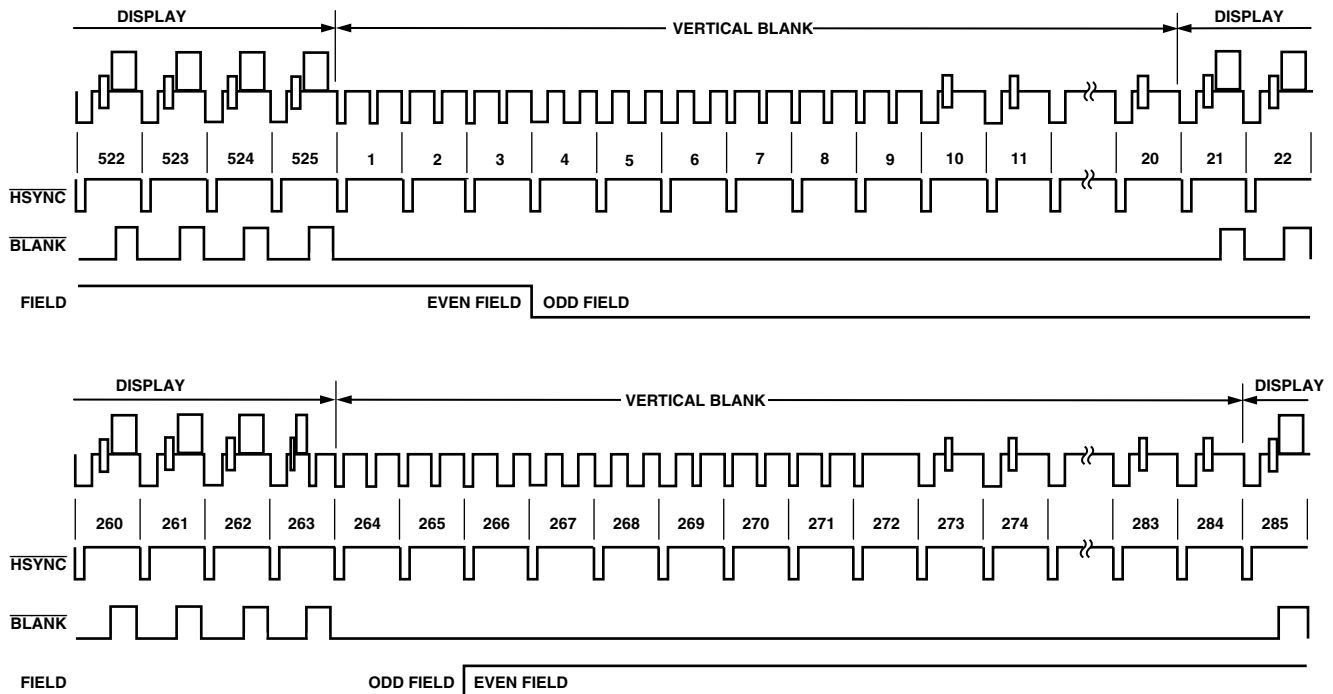 DISPLAY VERTICAL BLANK DISPLAY
522 523 524 525 1 2 3 4 5 6 7 8 9 10 11 20 21 22
HSYNC
BLANK
FIELD EVEN FIELD ODD FIELD
DISPLAY VERTICAL BLANK DISPLAY
260 261 262 263 264 265 266 267 268 269 270 271 272 273 274 283 284 285
HSYNC
BLANK
FIELD ODD FIELD EVEN FIELD